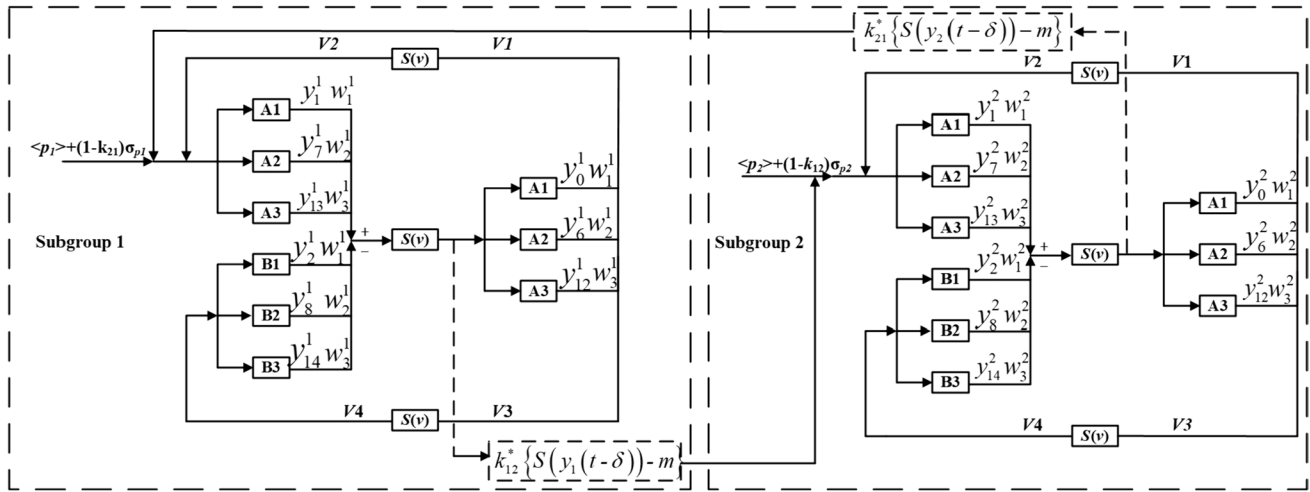 k*21{S(y2(t−δ))−m}
V2 S(v) V1
A1 y¹1 w¹1
<p1>+(1-k21)σp1
A2 y¹7 w¹2
A3 y¹13 w¹3
Subgroup 1
+
−
S(v)
A1 y¹0 w¹1
A2 y¹6 w¹2
A3 y¹12 w¹3
B1 y¹2 w¹1
B2 y¹8 w¹2
B3 y¹14 w¹3
V4 S(v) V3
k*12{S(y1(t-δ))-m}
V2 S(v) V1
A1 y²1 w²1
<p2>+(1-k12)σp2
A2 y²7 w²2
A3 y²13 w²3
Subgroup 2
+
−
S(v)
A1 y²0 w²1
A2 y²6 w²2
A3 y²12 w²3
B1 y²2 w²1
B2 y²8 w²2
B3 y²14 w²3
V4 S(v) V3